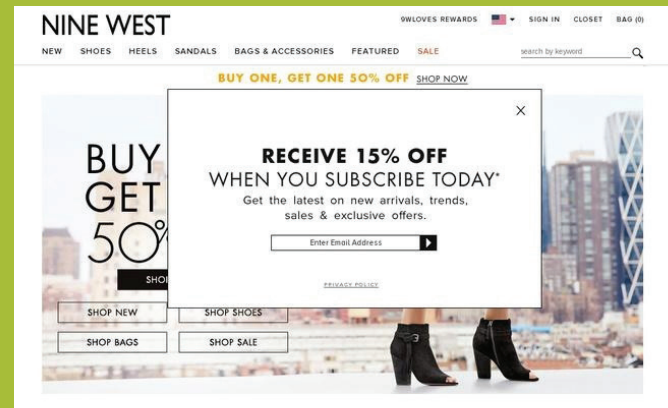 NINE WEST
9WLOVES REWARDS SIGN IN CLOSET BAG (0)
NEW SHOES HEELS SANDALS BAGS & ACCESSORIES FEATURED SALE
search by keyword
BUY ONE, GET ONE 50% OFF SHOP NOW
BUY
GET
50%
SHO
RECEIVE 15% OFF
WHEN YOU SUBSCRIBE TODAY*
Get the latest on new arrivals, trends,
sales & exclusive offers.
Enter Email Address
PRIVACY POLICY
SHOP NEW SHOP SHOES
SHOP BAGS SHOP SALE